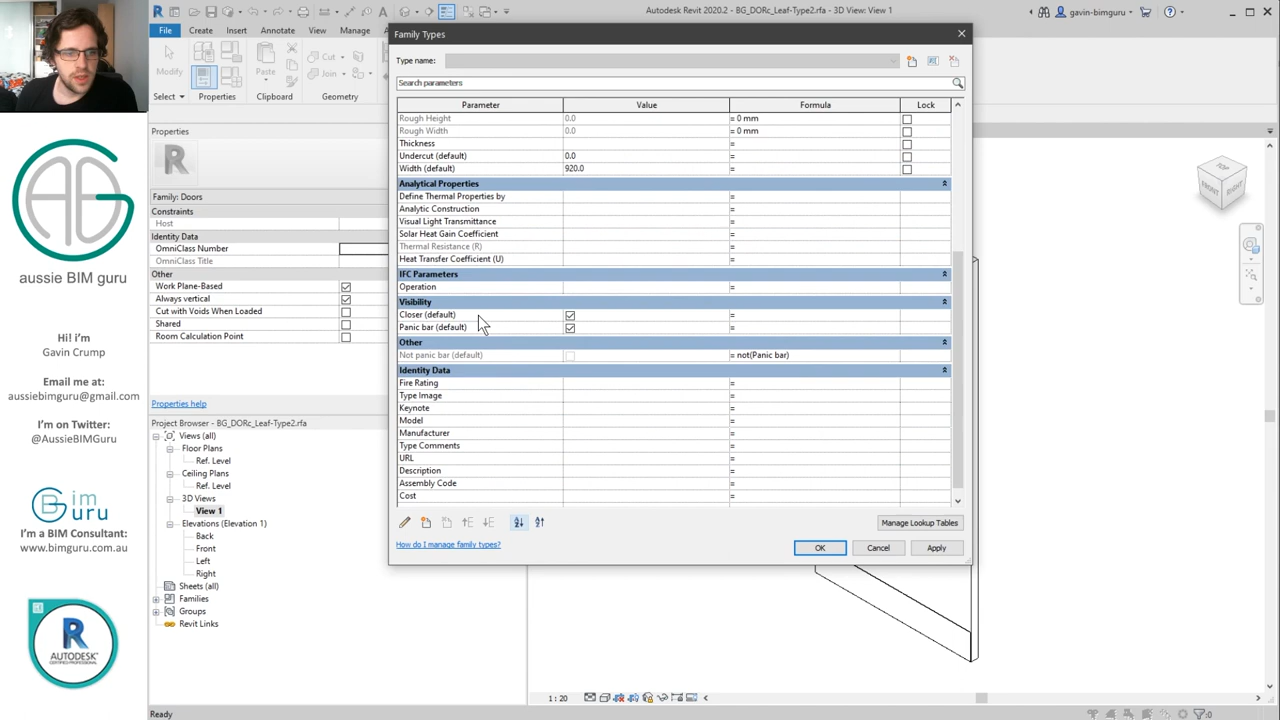 Autodesk Revit 2020.2 - BG_DORc_Leaf-Type2.rfa - 3D View: View 1
gavin-bimguru
File
Create
Insert
Annotate
View
Manage
Modify
Paste
Cut
Join
Select
Properties
Clipboard
Geometry
Properties
Family: Doors
Constraints
Host
Identity Data
OmniClass Number
OmniClass Title
Other
Work Plane-Based
Always vertical
Cut with Voids When Loaded
Shared
Room Calculation Point
Properties help
Project Browser - BG_DORc_Leaf-Type2.rfa
Views (all)
Floor Plans
Ref. Level
Ceiling Plans
Ref. Level
3D Views
View 1
Elevations (Elevation 1)
Back
Front
Left
Right
Sheets (all)
Families
Groups
Revit Links
Family Types
Type name:
Search parameters
Parameter Value Formula Lock
Rough Height 0.0 = 0 mm
Rough Width 0.0 = 0 mm
Thickness =
Undercut (default) 0.0 =
Width (default) 920.0 =
Analytical Properties
Define Thermal Properties by =
Analytic Construction =
Visual Light Transmittance =
Solar Heat Gain Coefficient =
Thermal Resistance (R) =
Heat Transfer Coefficient (U) =
IFC Parameters
Operation =
Visibility
Closer (default) =
Panic bar (default) =
Other
Not panic bar (default) = not(Panic bar)
Identity Data
Fire Rating =
Type Image =
Keynote =
Model =
Manufacturer =
Type Comments =
URL =
Description =
Assembly Code =
Cost =
Manage Lookup Tables
How do I manage family types?
OK
Cancel
Apply
TOP
FRONT
RIGHT
1 : 20
:0
Ready
AG
aussie BIM guru
Hi! i'm
Gavin Crump
Email me at:
aussiebimguru@gmail.com
I'm on Twitter:
@AussieBIMGuru
Bim
Guru
I'm a BIM Consultant:
www.bimguru.com.au
R
AUTODESK
CERTIFIED PROFESSIONAL